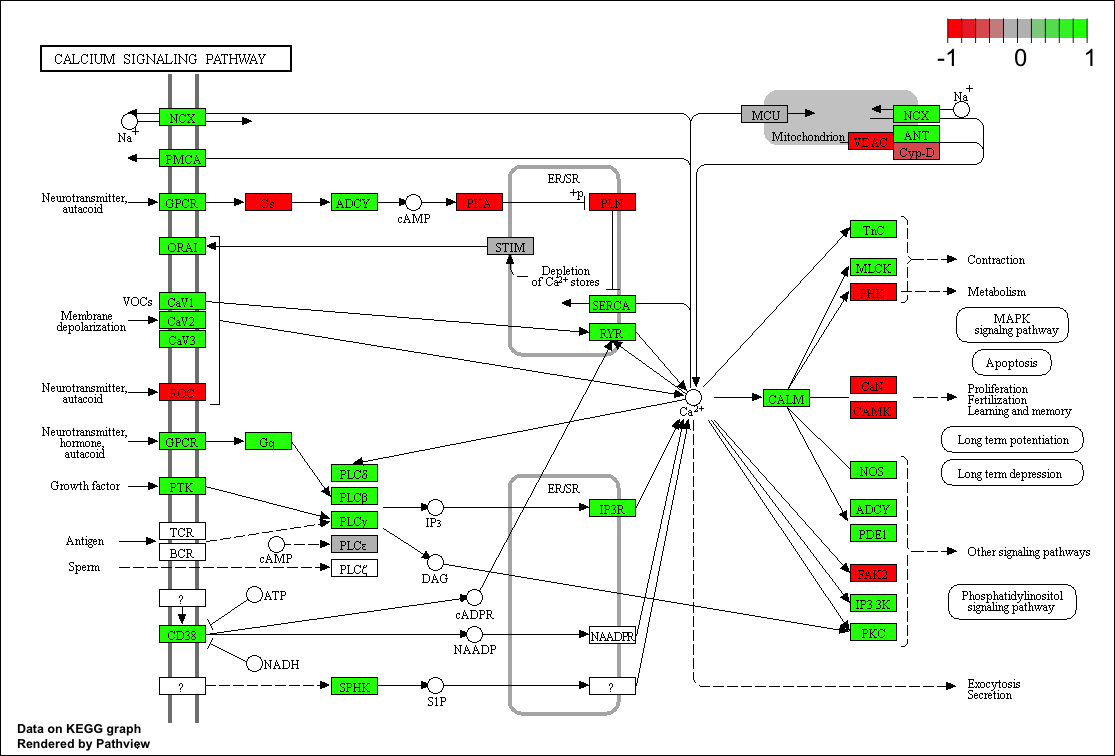 -1 0 1
CALCIUM SIGNALING PATHWAY
Na+
NCX
MCU
NCX
Na+
Mitochondrion
VDAC
ANT
Cyp-D
PMCA
Neurotransmitter,
autacoid
GPCR
Gs
ADCY
cAMP
PKA
ER/SR
+p
PLN
ORAI
STIM
Depletion
of Ca2+ stores
VOCs
CaV1
Membrane
depolarization
CaV2
CaV3
SERCA
RYR
Neurotransmitter,
autacoid
ROC
Ca2+
CALM
TnC
MLCK
PHK
Contraction
Metabolism
MAPK
signalng pathway
Apoptosis
CaN
CAMK
Proliferation
Fertilization
Learning and memory
Long term potentiation
Long term depression
Neurotransmitter,
hormone,
autacoid
GPCR
Gq
Growth factor
PTK
PLCδ
PLCβ
PLCγ
PLCε
PLCζ
Antigen
TCR
BCR
cAMP
Sperm
IP3
DAG
ER/SR
IP3R
NOS
ADCY
PDE1
FAK2
IP3 3K
PKC
Other signaling pathways
Phosphatidylinositol
signaling pathway
?
ATP
CD38
NADH
cADPR
NAADP
NAADPR
?
SPHK
S1P
?
Exocytosis
Secretion
Data on KEGG graph
Rendered by Pathview